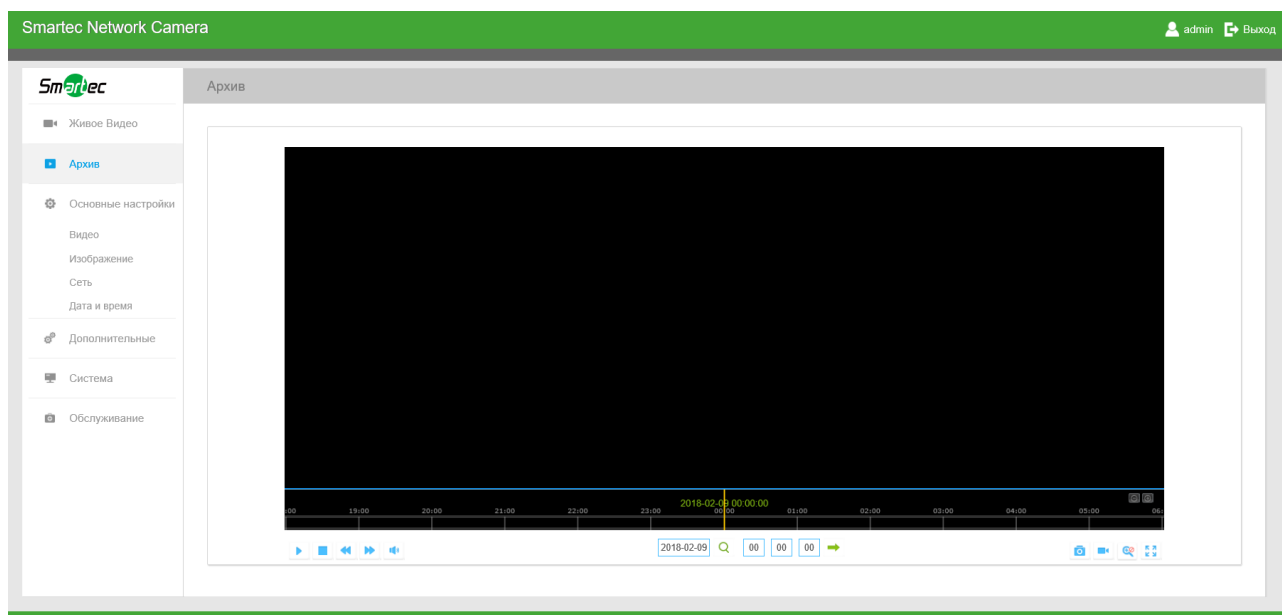 Smartec Network Camera
admin Выход
Smartec
Архив
Живое Видео
Архив
Основные настройки
Видео
Изображение
Сеть
Дата и время
Дополнительные
Система
Обслуживание
2018-02-09 00:00:00
:00 19:00 20:00 21:00 22:00 23:00 00:00 01:00 02:00 03:00 04:00 05:00 06:
2018-02-09 00 00 00